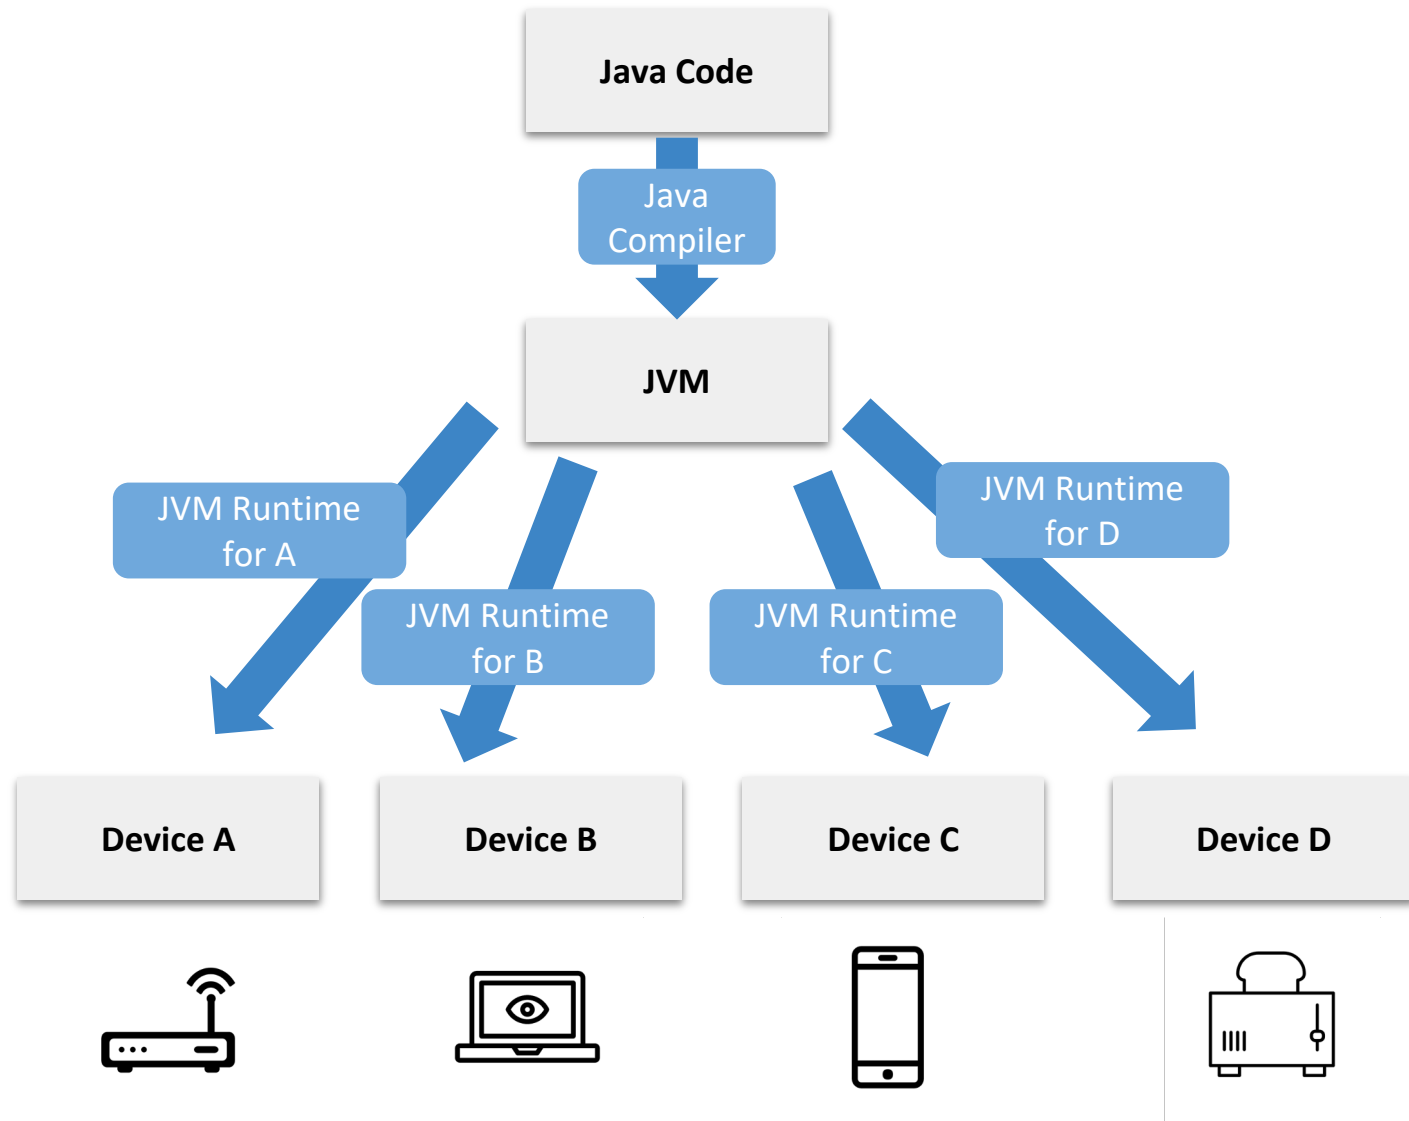 Java Code
Java
Compiler
JVM
JVM Runtime
for A
JVM Runtime
for B
JVM Runtime
for C
JVM Runtime
for D
Device A
Device B
Device C
Device D